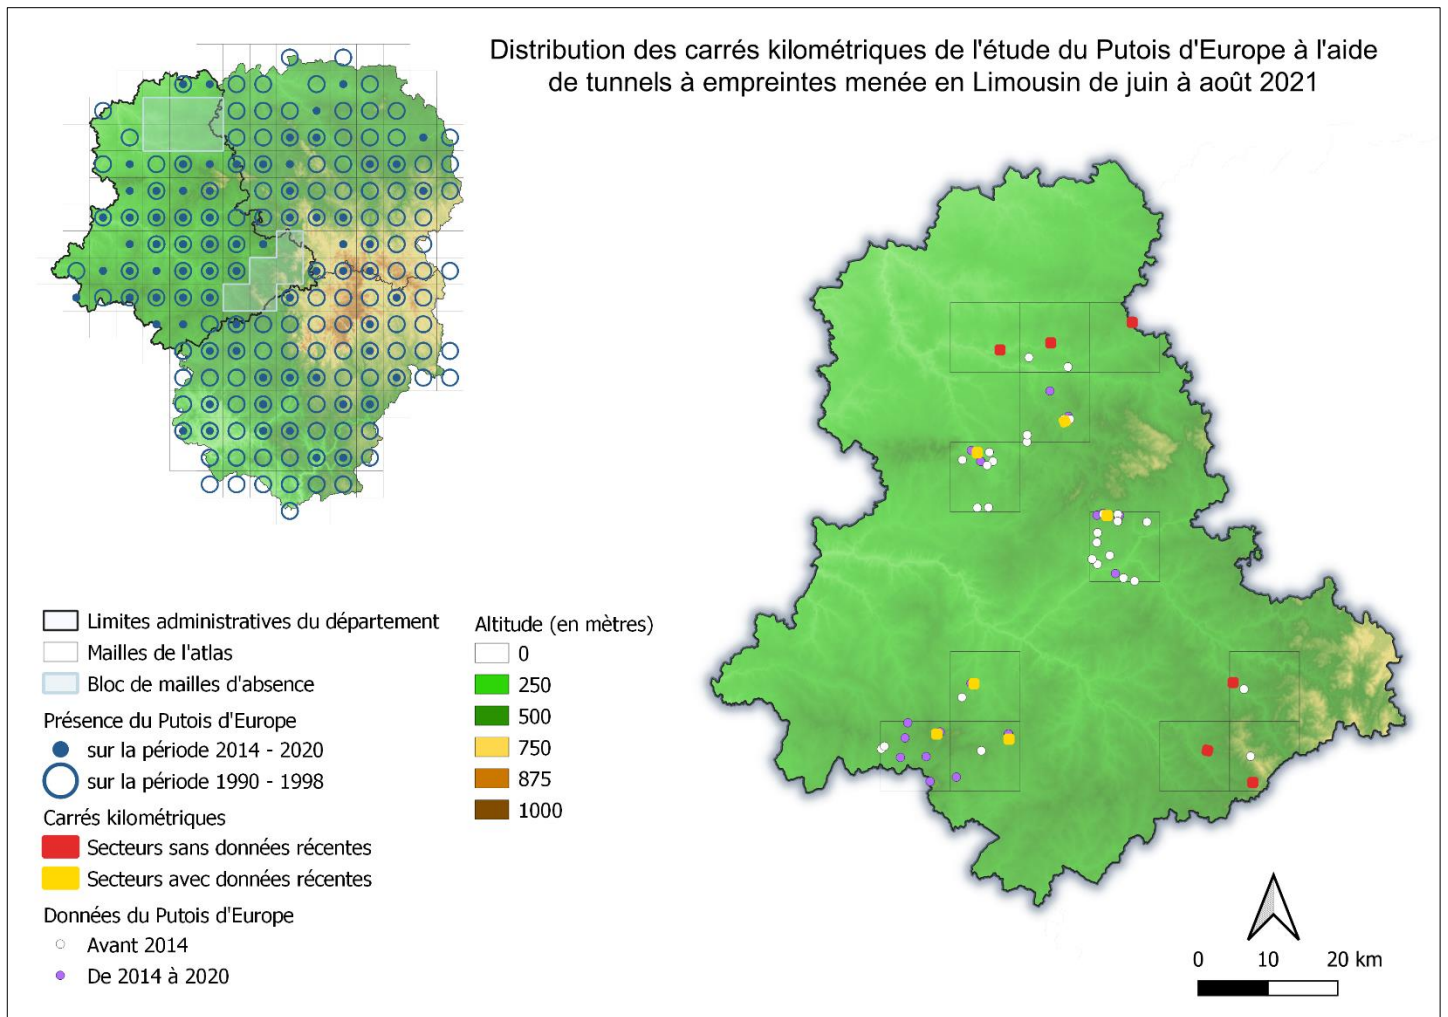 Distribution des carrés kilométriques de l'étude du Putois d'Europe à l'aide
de tunnels à empreintes menée en Limousin de juin à août 2021
Limites administratives du département
Mailles de l'atlas
Bloc de mailles d'absence
Présence du Putois d'Europe
sur la période 2014 - 2020
sur la période 1990 - 1998
Carrés kilométriques
Secteurs sans données récentes
Secteurs avec données récentes
Données du Putois d'Europe
Avant 2014
De 2014 à 2020
Altitude (en mètres)
0
250
500
750
875
1000
0 10 20 km